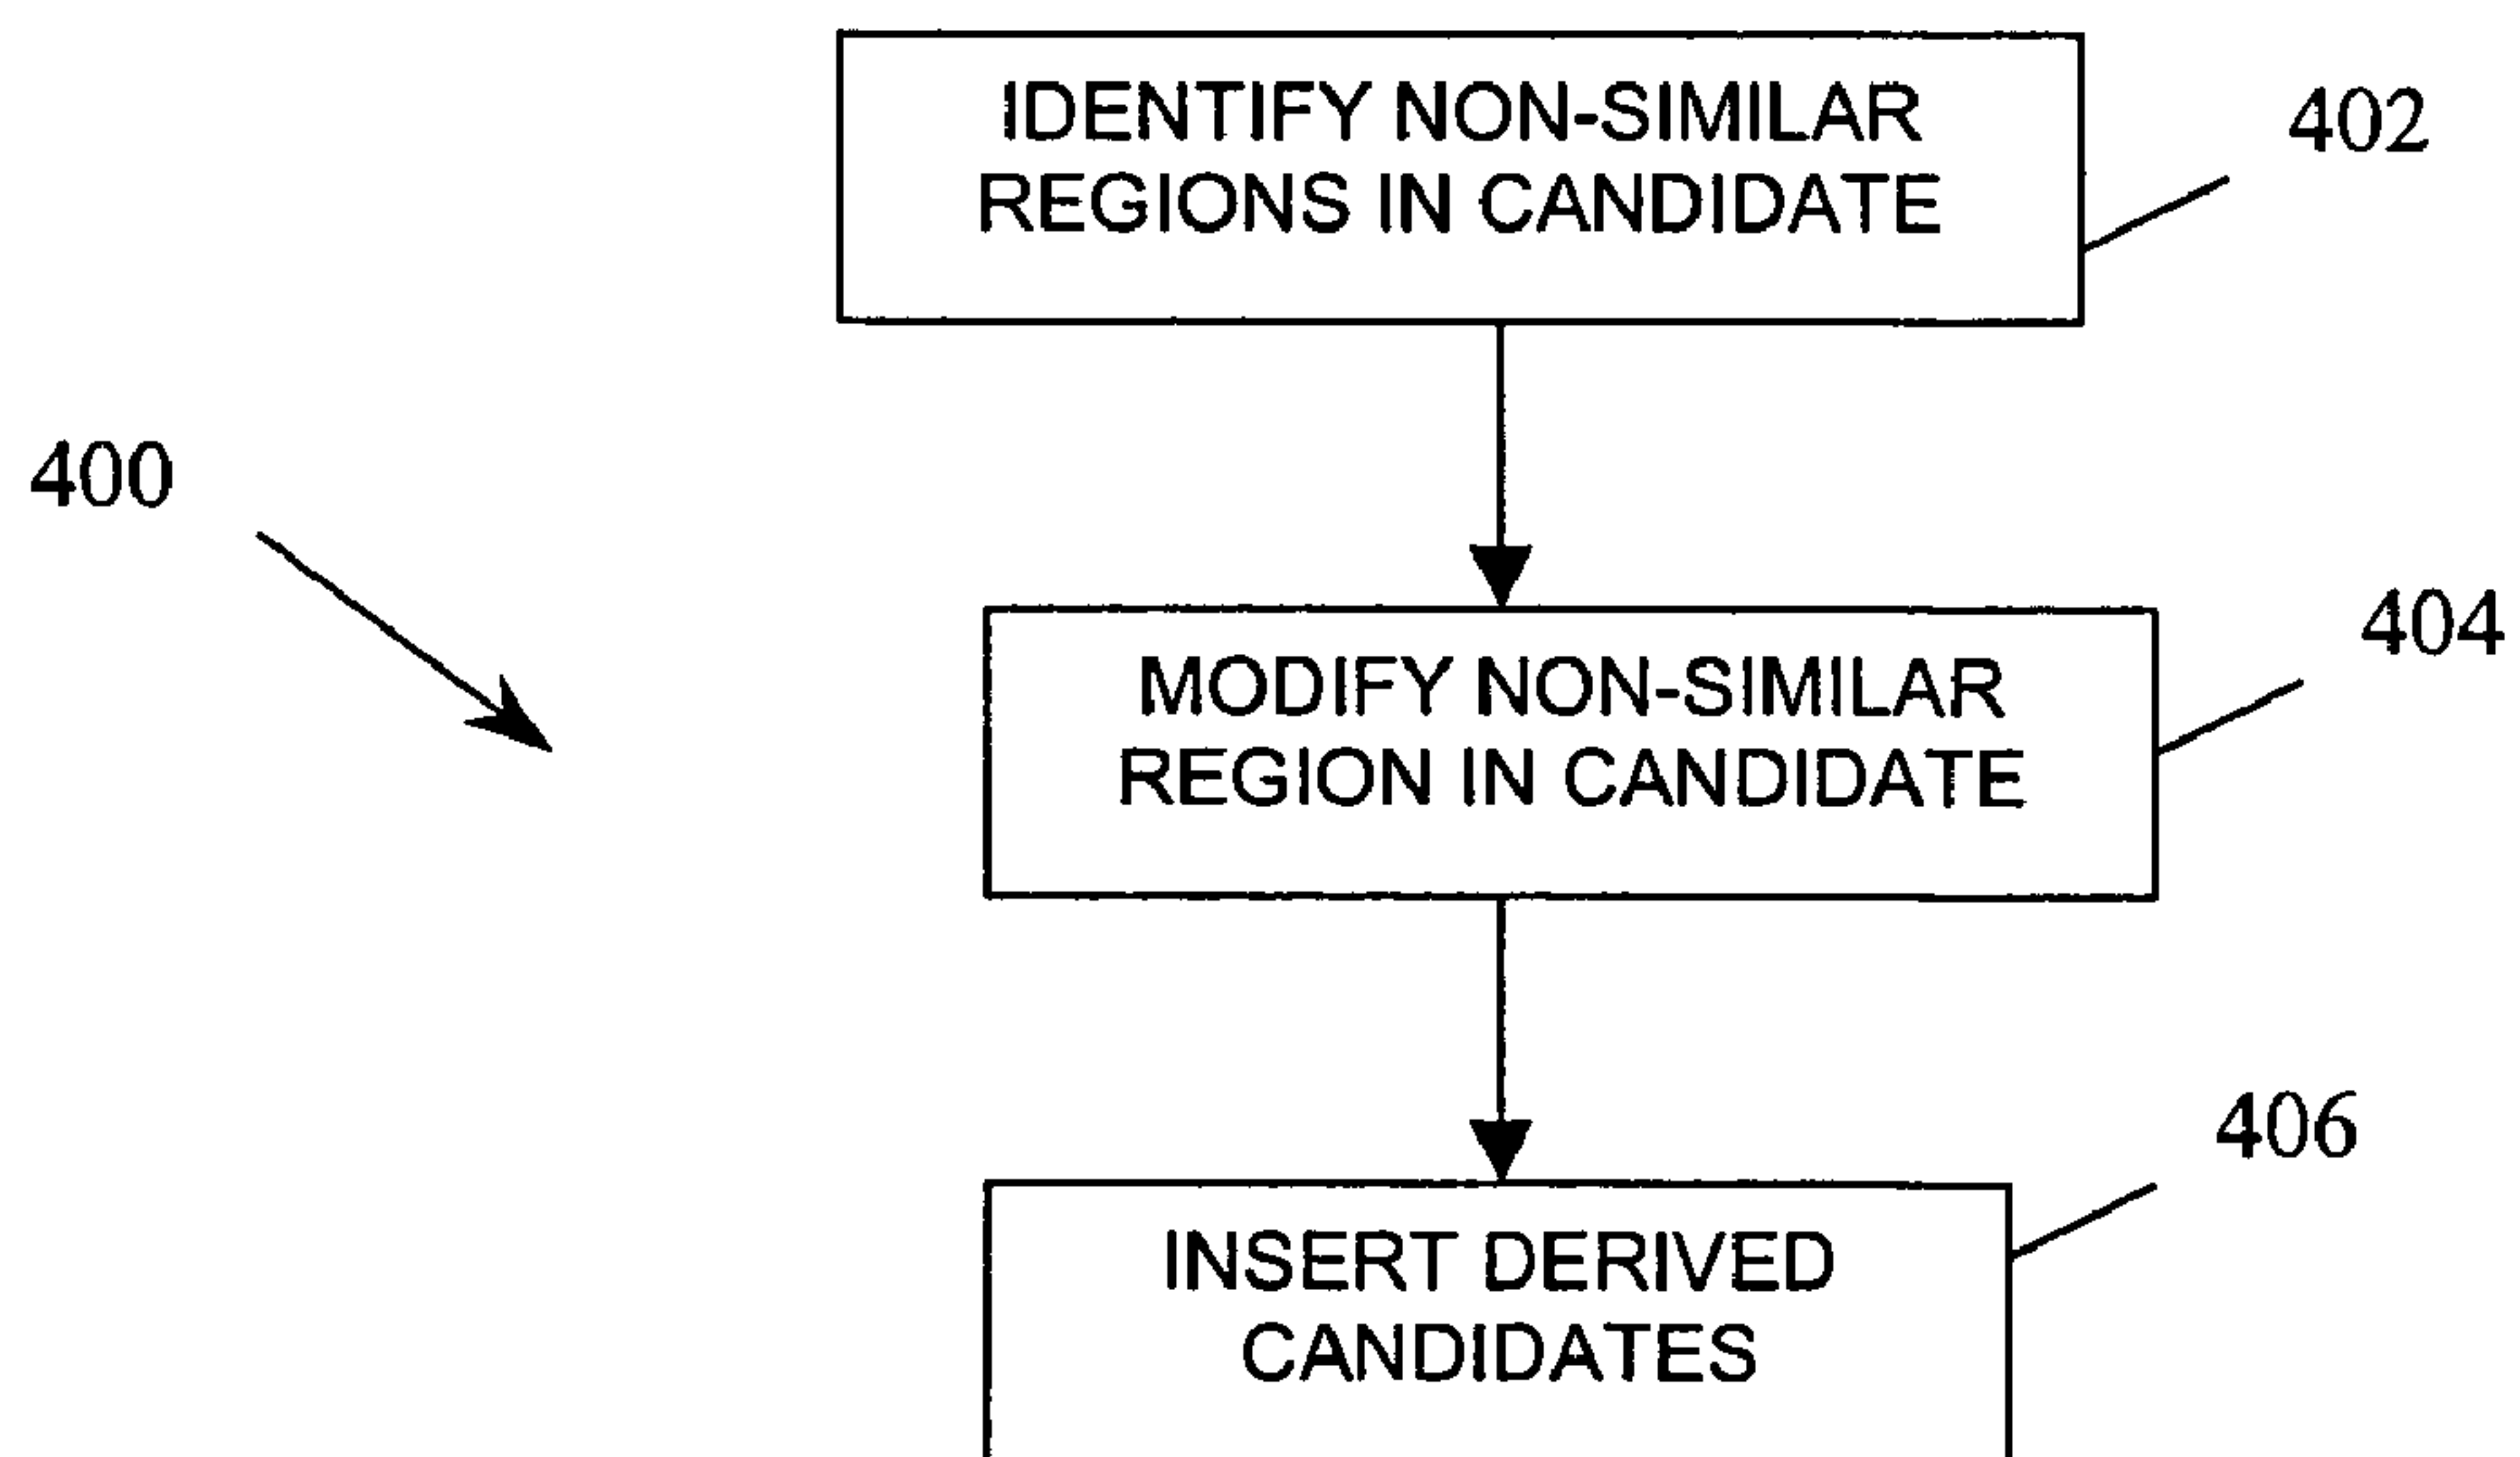 IDENTIFY NON-SIMILAR
REGIONS IN CANDIDATE
402
400
404
MODIFY NON-SIMILAR
REGION IN CANDIDATE
406
INSERT DERIVED
CANDIDATES